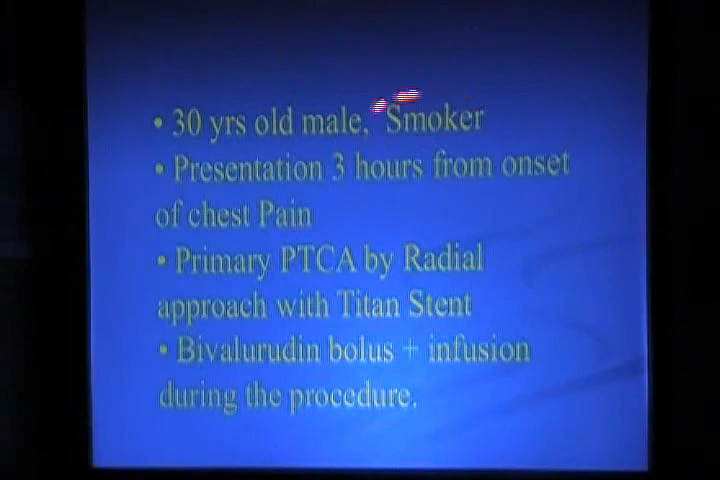 • 30 yrs old male, Smoker
• Presentation 3 hours from onset
of chest Pain
• Primary PTCA by Radial
approach with Titan Stent
• Bivalurudin bolus + infusion
during the procedure.